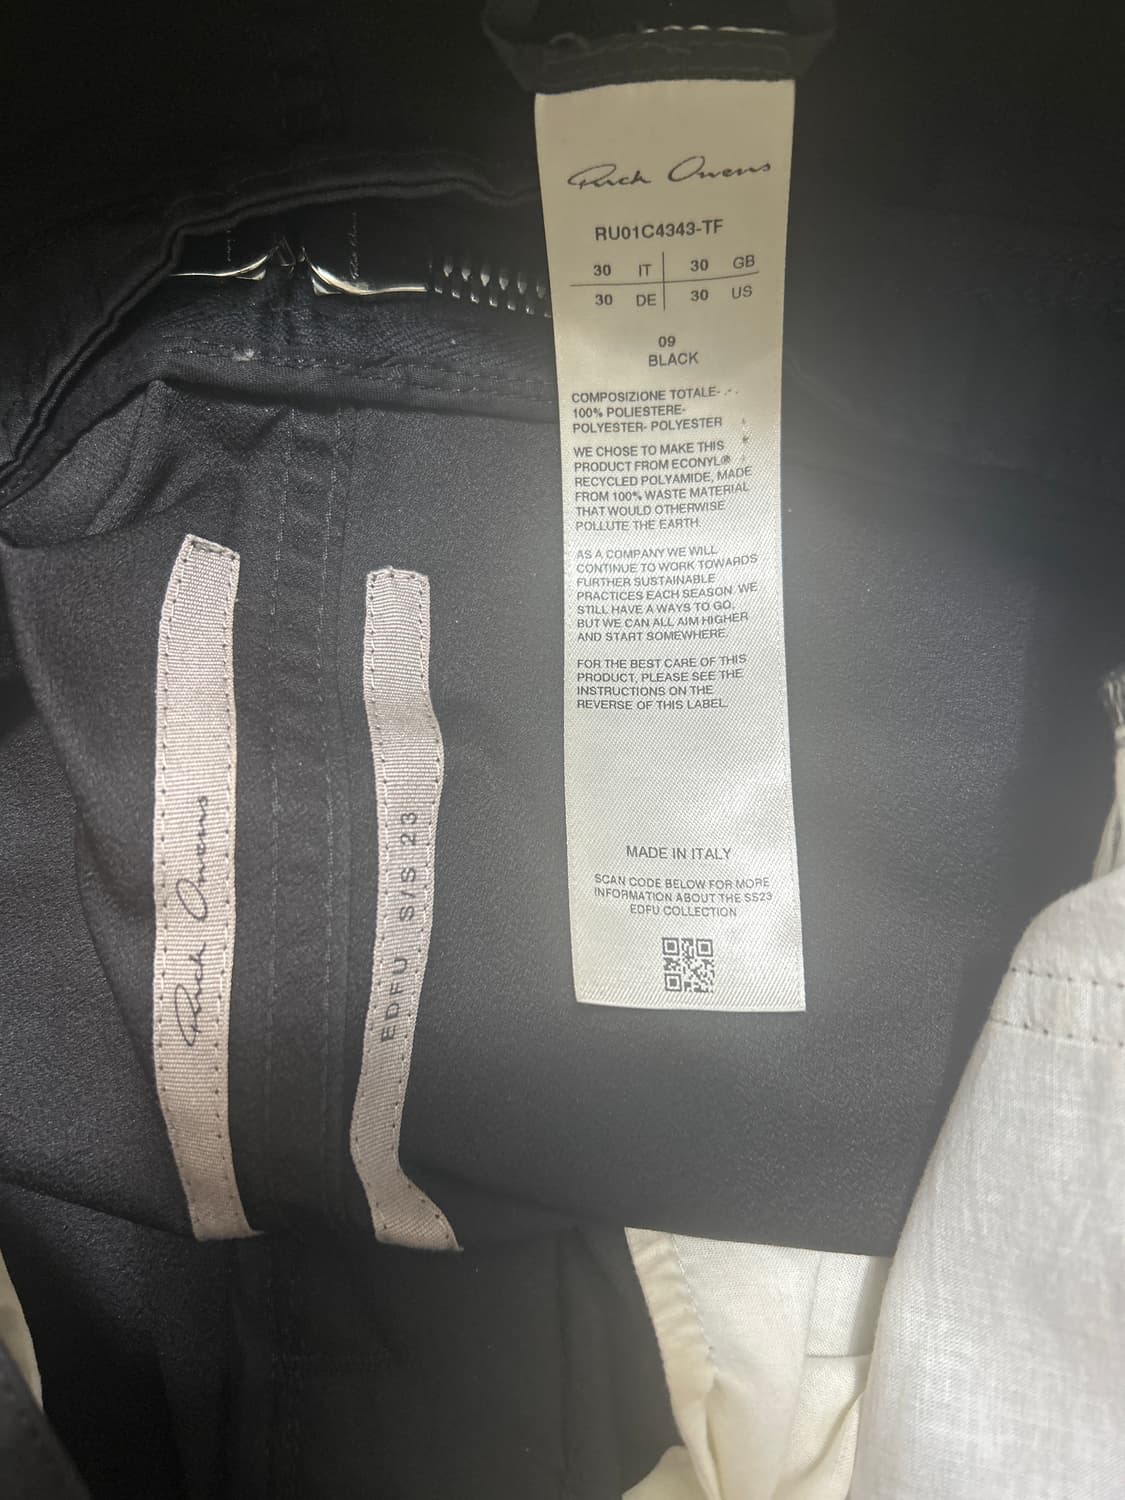 Rick Owens
RU01C4343-TF
30 IT 30 GB
30 DE 30 US
09
BLACK
COMPOSIZIONE TOTALE-
100% POLIESTERE-
POLYESTER- POLYESTER
WE CHOSE TO MAKE THIS
PRODUCT FROM ECONYL®
RECYCLED POLYAMIDE, MADE
FROM 100% WASTE MATERIAL
THAT WOULD OTHERWISE
POLLUTE THE EARTH.
AS A COMPANY WE WILL
CONTINUE TO WORK TOWARDS
FURTHER SUSTAINABLE
PRACTICES EACH SEASON. WE
STILL HAVE A WAYS TO GO,
BUT WE CAN ALL AIM HIGHER
AND START SOMEWHERE.
FOR THE BEST CARE OF THIS
PRODUCT, PLEASE SEE THE
INSTRUCTIONS ON THE
REVERSE OF THIS LABEL.
MADE IN ITALY
SCAN CODE BELOW FOR MORE
INFORMATION ABOUT THE SS23
EDFU COLLECTION
Rick Owens
EDFU S/S 23